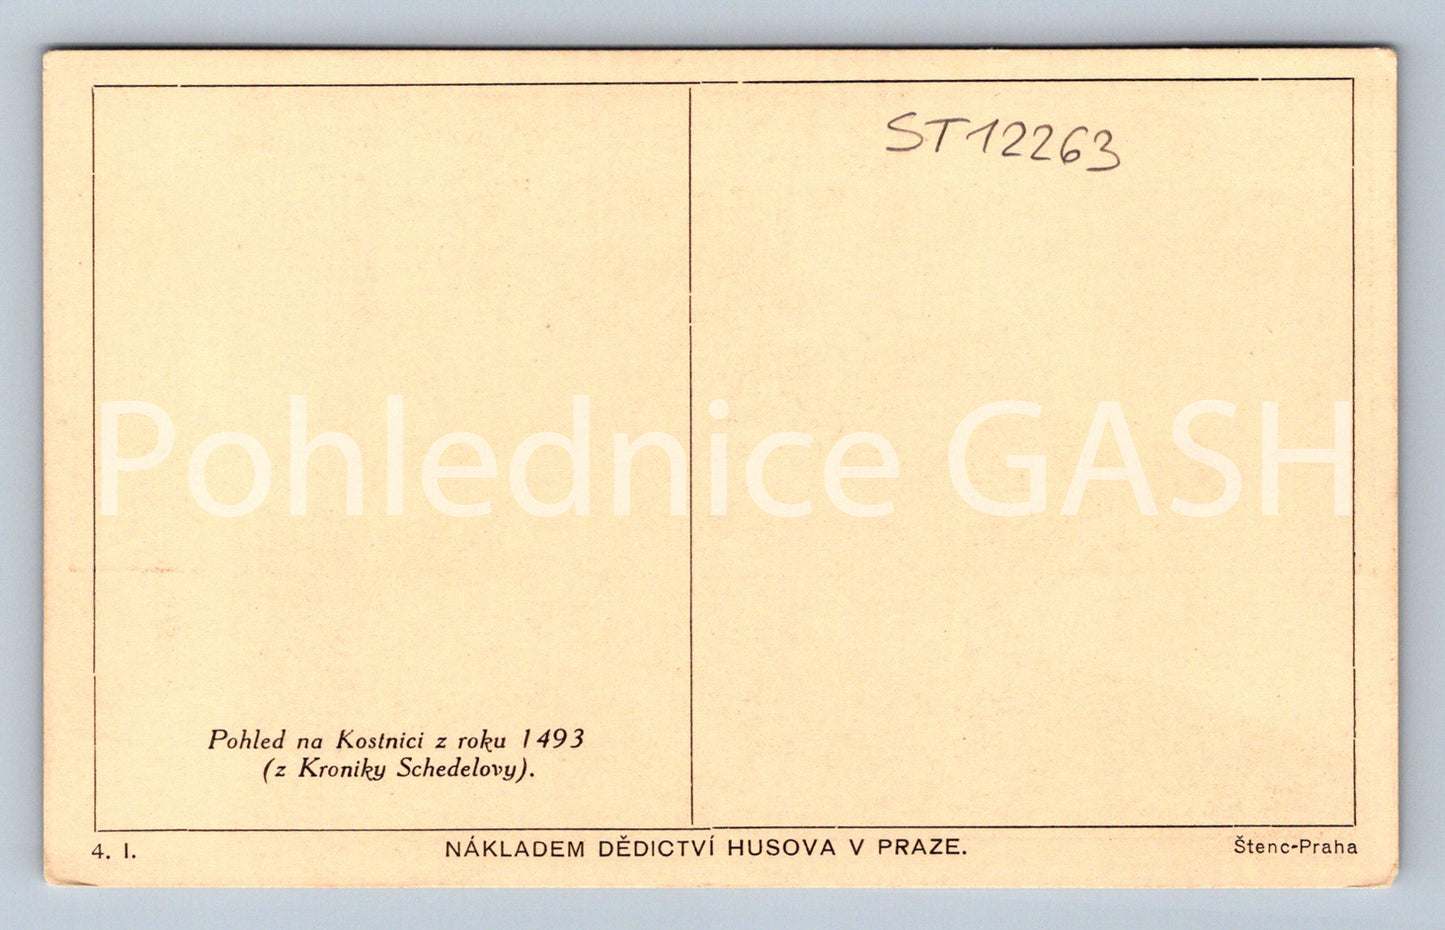 ST12263
Pohlednice GASH
Pohled na Kostnici z roku 1493
(z Kroniky Schedelovy).
4. I.
NÁKLADEM DĚDICTVÍ HUSOVA V PRAZE.
Štenc-Praha